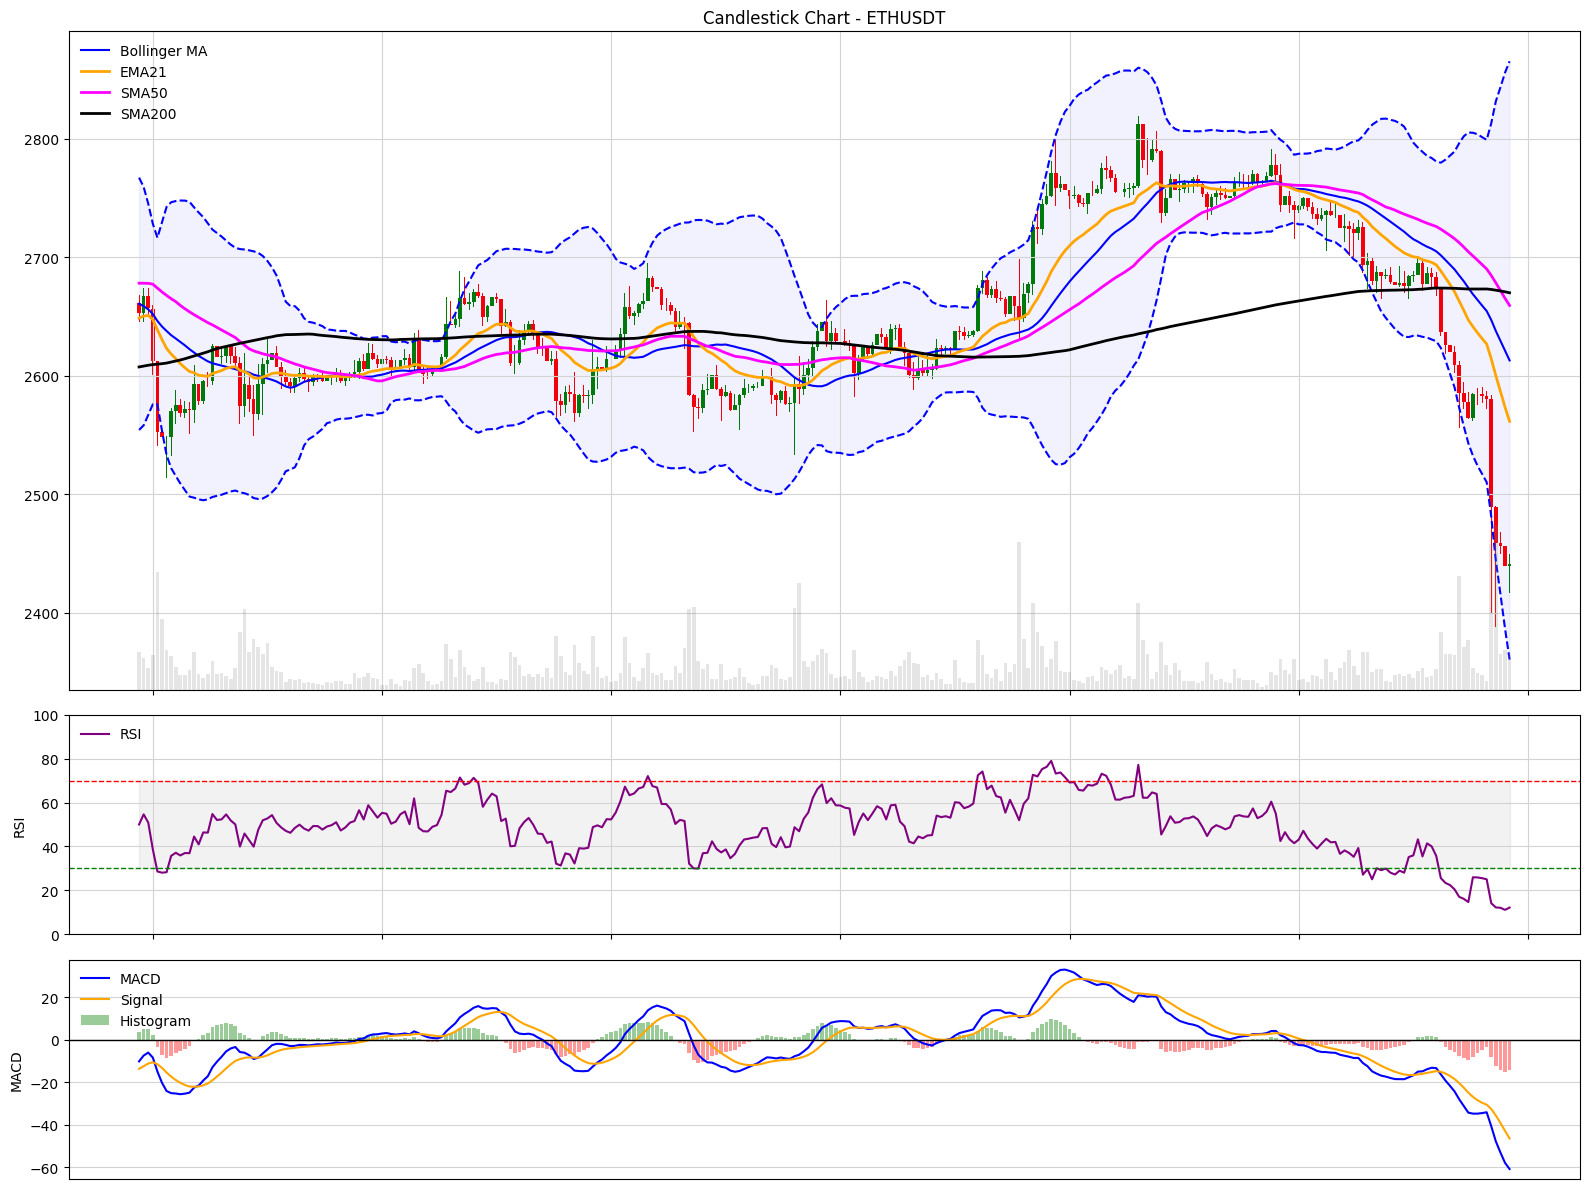 Candlestick Chart - ETHUSDT
Bollinger MA
EMA21
SMA50
SMA200
2800
2700
2600
2500
2400
RSI
100
80
60
40
20
0
RSI
MACD
Signal
Histogram
20
0
−20
−40
−60
MACD